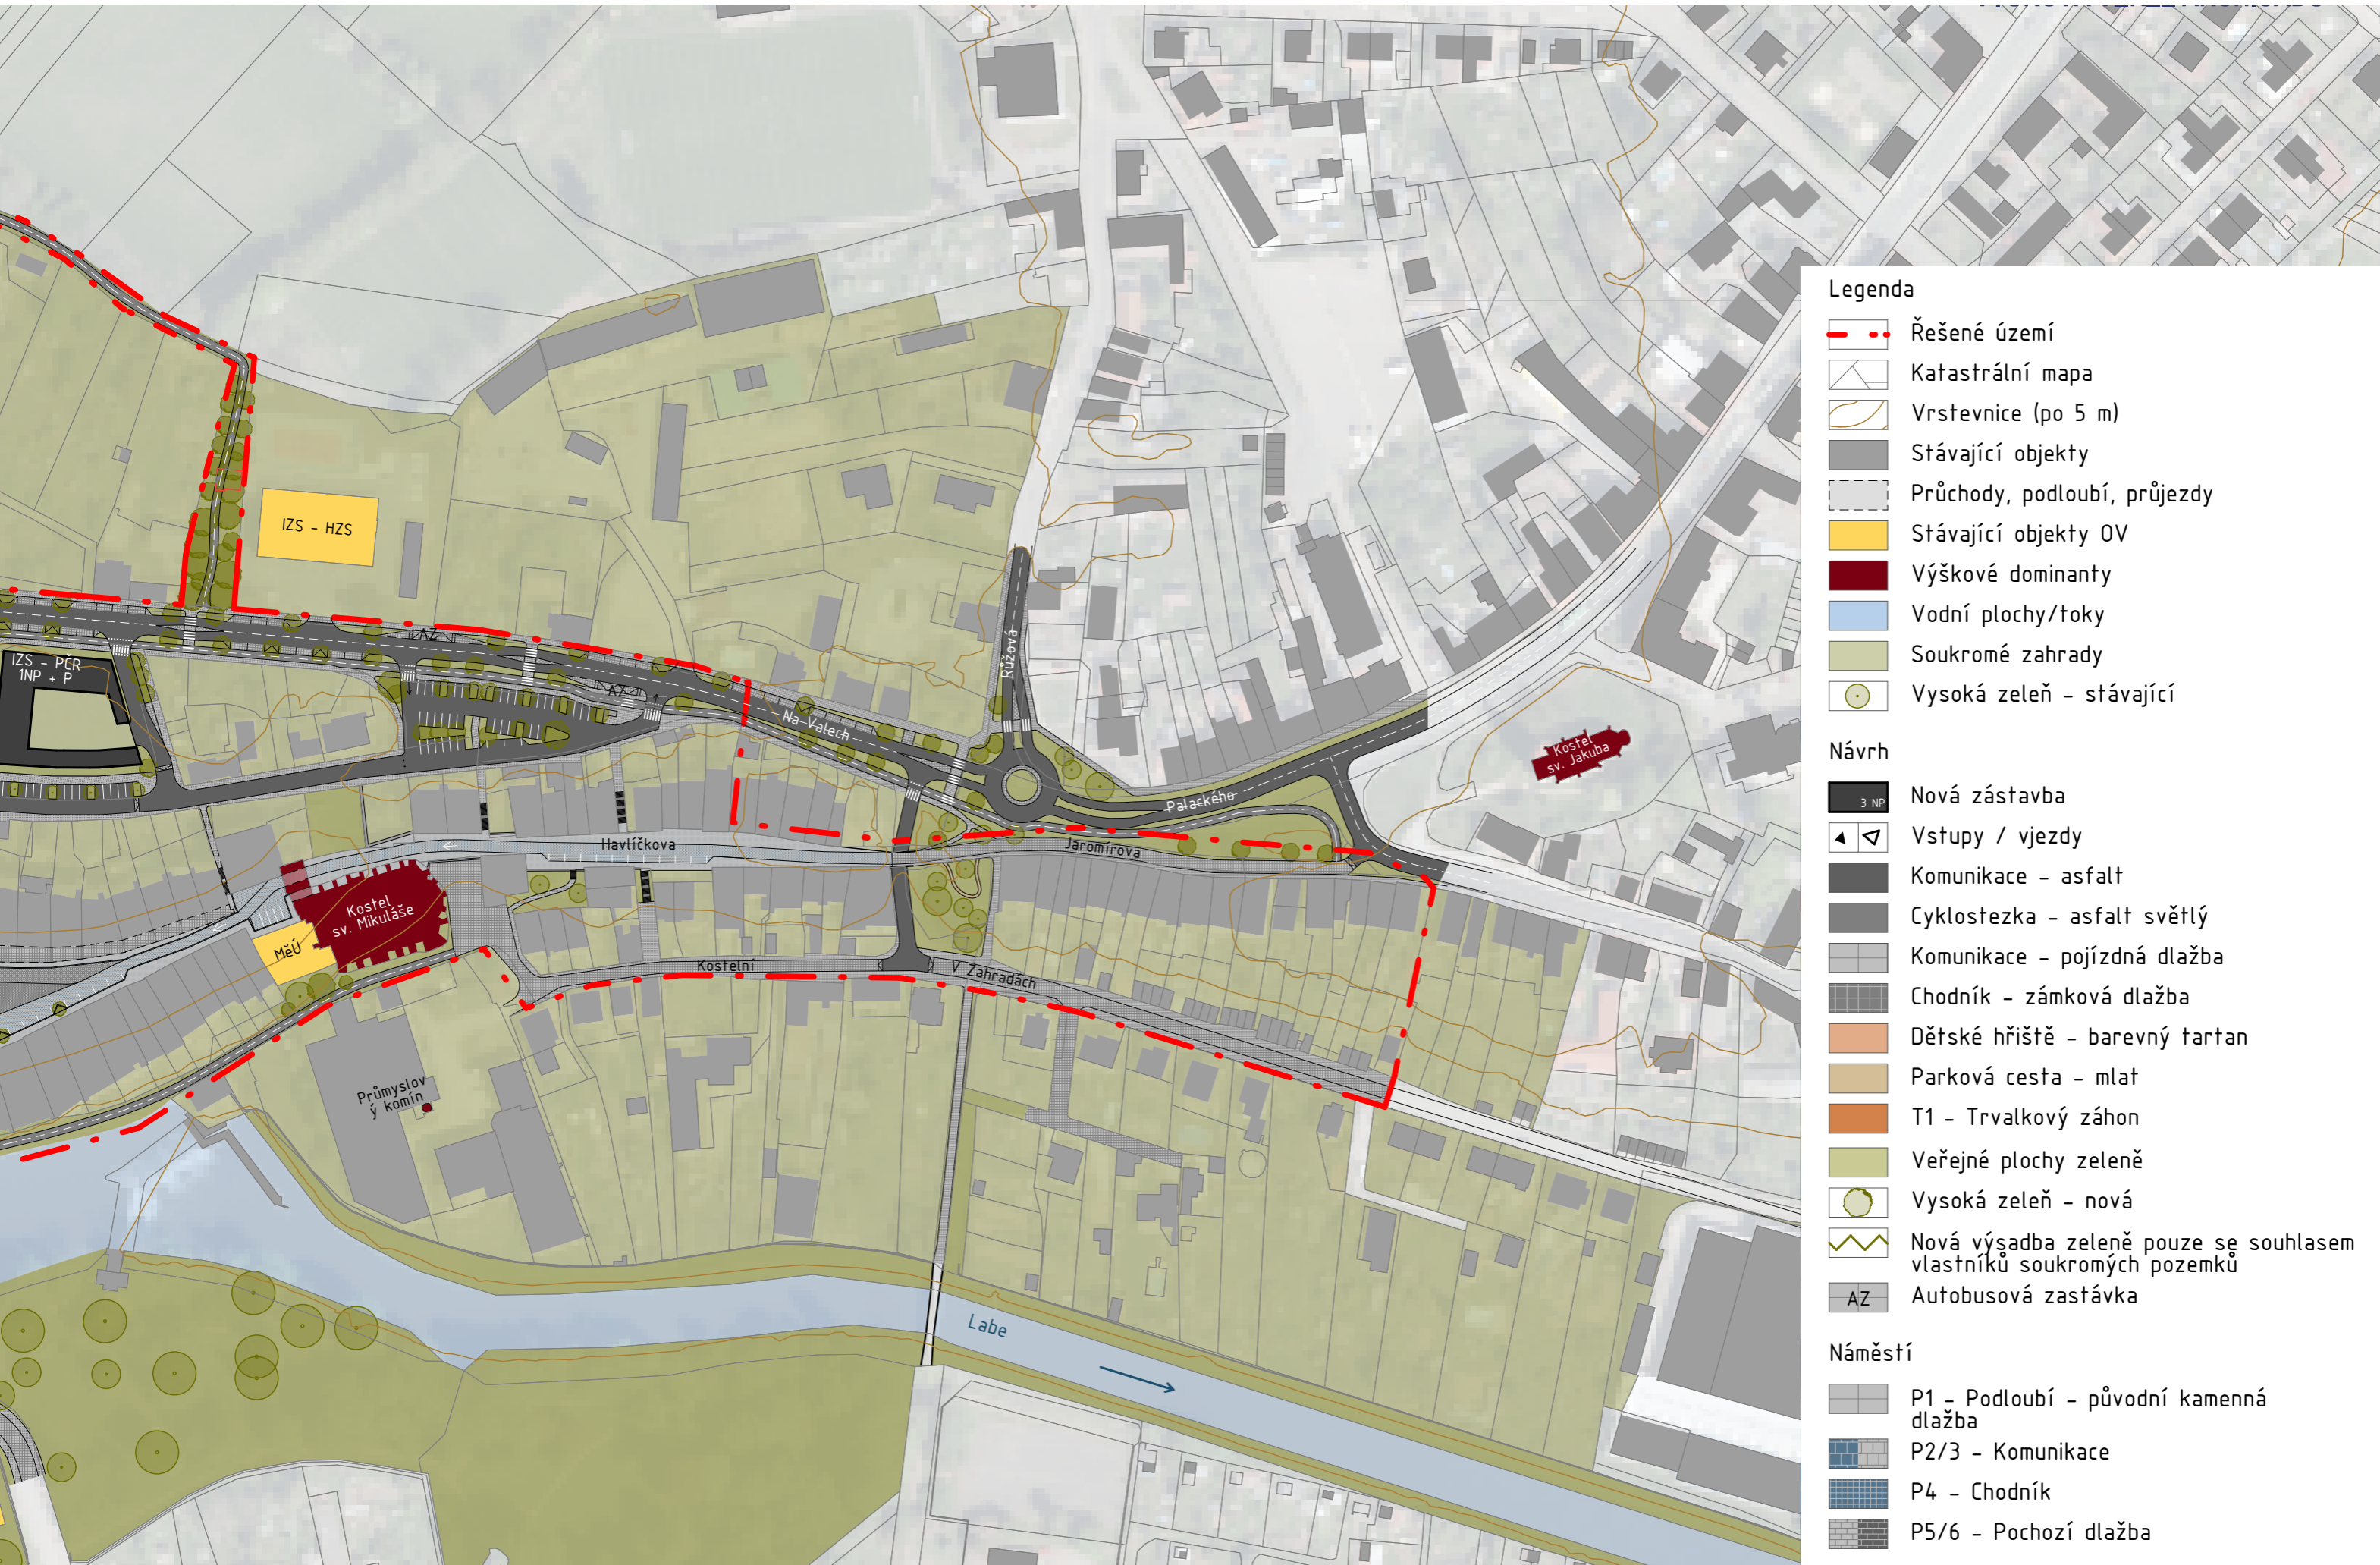 IZS - HZS
IZS - PČR
1NP + P
AZ
AZ
Růžová
Na Valech
Palackého
Kostel
sv. Jakuba
Havlíčkova
Jaromírova
Kostel
sv. Mikuláše
MěÚ
Kostelní
V Zahradách
Průmyslov
ý komín
Labe
Legenda
Řešené území
Katastrální mapa
Vrstevnice (po 5 m)
Stávající objekty
Průchody, podloubí, průjezdy
Stávající objekty OV
Výškové dominanty
Vodní plochy/toky
Soukromé zahrady
Vysoká zeleň - stávající
Návrh
3 NP
Nová zástavba
Vstupy / vjezdy
Komunikace - asfalt
Cyklostezka - asfalt světlý
Komunikace - pojízdná dlažba
Chodník - zámková dlažba
Dětské hřiště - barevný tartan
Parková cesta - mlat
T1 - Trvalkový záhon
Veřejné plochy zeleně
Vysoká zeleň - nová
Nová výsadba zeleně pouze se souhlasem
vlastníků soukromých pozemků
AZ
Autobusová zastávka
Náměstí
P1 - Podloubí - původní kamenná
dlažba
P2/3 - Komunikace
P4 - Chodník
P5/6 - Pochozí dlažba